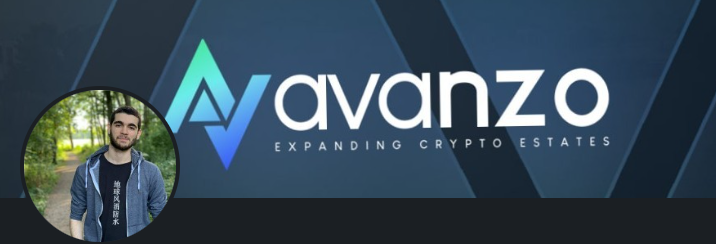 avanzo
EXPANDING CRYPTO ESTATES